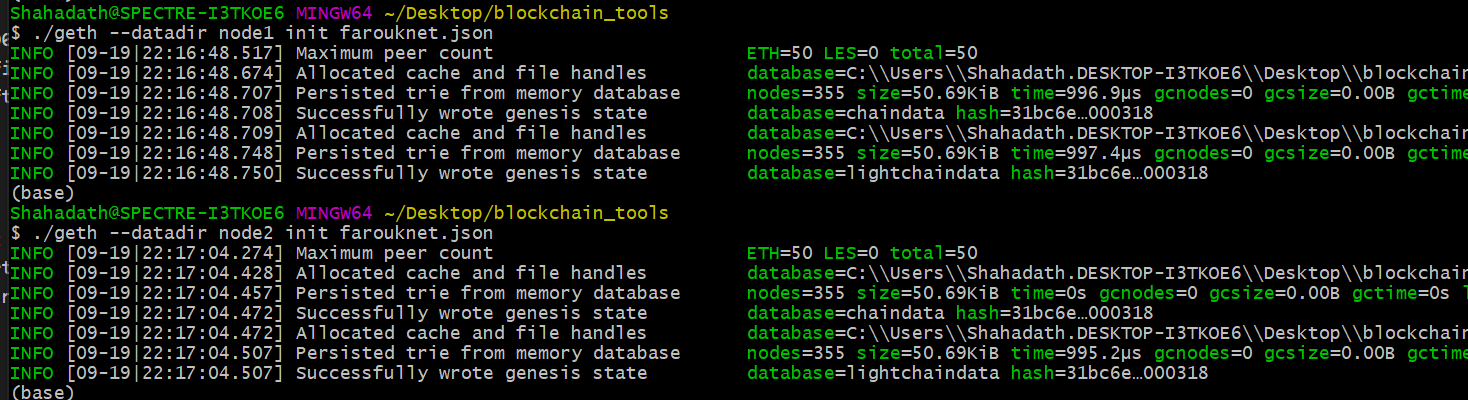 Shahadath@SPECTRE-I3TKOE6 MINGW64 ~/Desktop/blockchain_tools
$ ./geth --datadir node1 init farouknet.json
INFO [09-19|22:16:48.517] Maximum peer count ETH=50 LES=0 total=50
INFO [09-19|22:16:48.674] Allocated cache and file handles database=C:\\Users\\Shahadath.DESKTOP-I3TKOE6\\Desktop\\blockchain
INFO [09-19|22:16:48.707] Persisted trie from memory database nodes=355 size=50.69KiB time=996.9µs gcnodes=0 gcsize=0.00B gctime
INFO [09-19|22:16:48.708] Successfully wrote genesis state database=chaindata hash=31bc6e…000318
INFO [09-19|22:16:48.709] Allocated cache and file handles database=C:\\Users\\Shahadath.DESKTOP-I3TKOE6\\Desktop\\blockchain
INFO [09-19|22:16:48.748] Persisted trie from memory database nodes=355 size=50.69KiB time=997.4µs gcnodes=0 gcsize=0.00B gctime
INFO [09-19|22:16:48.750] Successfully wrote genesis state database=lightchaindata hash=31bc6e…000318
(base)
Shahadath@SPECTRE-I3TKOE6 MINGW64 ~/Desktop/blockchain_tools
$ ./geth --datadir node2 init farouknet.json
INFO [09-19|22:17:04.274] Maximum peer count ETH=50 LES=0 total=50
INFO [09-19|22:17:04.428] Allocated cache and file handles database=C:\\Users\\Shahadath.DESKTOP-I3TKOE6\\Desktop\\blockchain
INFO [09-19|22:17:04.457] Persisted trie from memory database nodes=355 size=50.69KiB time=0s gcnodes=0 gcsize=0.00B gctime=0s
INFO [09-19|22:17:04.472] Successfully wrote genesis state database=chaindata hash=31bc6e…000318
INFO [09-19|22:17:04.472] Allocated cache and file handles database=C:\\Users\\Shahadath.DESKTOP-I3TKOE6\\Desktop\\blockchain
INFO [09-19|22:17:04.507] Persisted trie from memory database nodes=355 size=50.69KiB time=995.2µs gcnodes=0 gcsize=0.00B gctime
INFO [09-19|22:17:04.507] Successfully wrote genesis state database=lightchaindata hash=31bc6e…000318
(base)